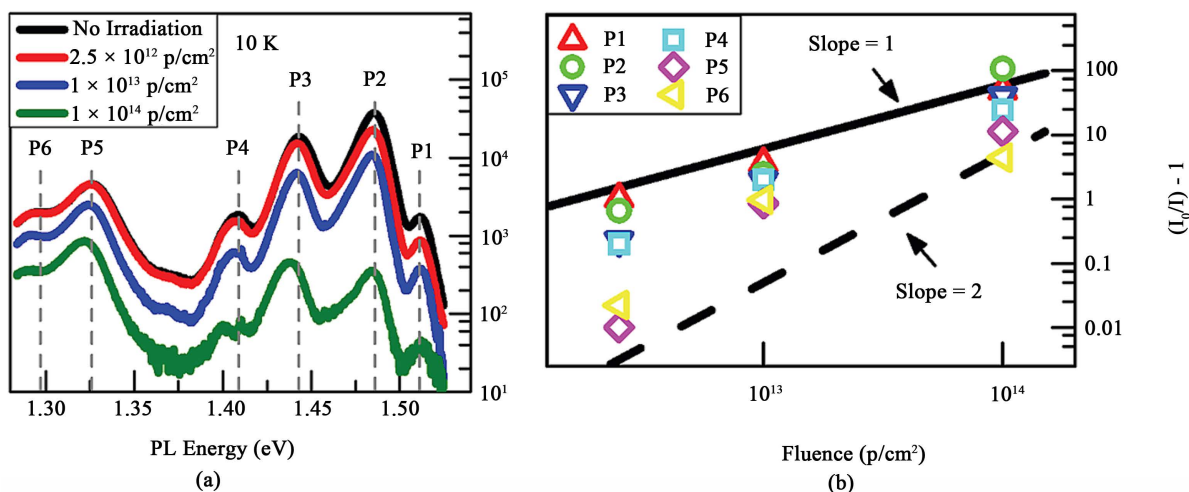 No Irradiation
2.5 × 10¹² p/cm²
1 × 10¹³ p/cm²
1 × 10¹⁴ p/cm²
10 K
P6
P5
P4
P3
P2
P1
10⁵
10⁴
10³
10²
10¹
1.30
1.35
1.40
1.45
1.50
PL Energy (eV)
(a)
P1
P4
P2
P5
P3
P6
Slope = 1
Slope = 2
100
10
1
0.1
0.01
(I₀/I) - 1
10¹³
10¹⁴
Fluence (p/cm²)
(b)